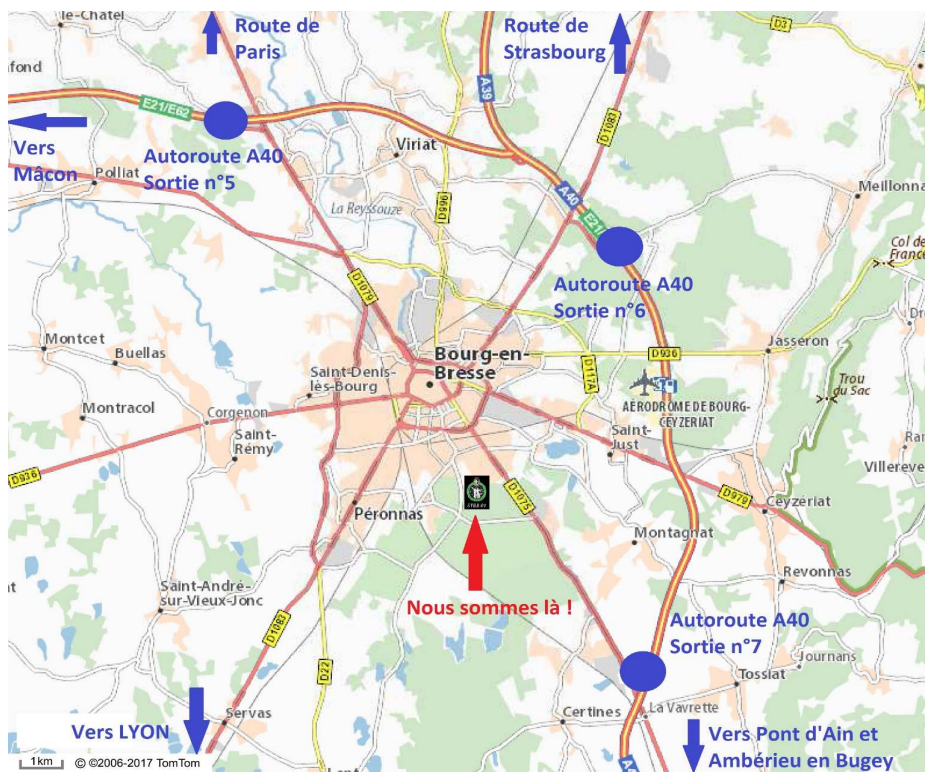 le-Chatel
Route de
Paris
Route de
Strasbourg
D3
fond
E21/E62
A39
D1083
Vers
Mâcon
Autoroute A40
Sortie n°5
Viriat
Polliat
La Reyssouze
D996
A40
E21/
Meillonna
Col de
France
D1079
Autoroute A40
Sortie n°6
Montcet
Buellas
Bourg-en-
Bresse
D936
Jasseron
Saint-Denis-
lès-Bourg
D117A
Trou
du Sac
AÉRODROME DE BOURG-
CEYZERIAT
Montracol
Corgenon
Saint-
Rémy
Saint-
Just
D936
Villereve
D1075
D979
Ceyzériat
Péronnas
Montagnat
Revonnas
Saint-André-
sur-Vieux-Jonc
Nous sommes là !
D1083
D22
Autoroute A40
Sortie n°7
Journans
Tossiat
Vers LYON
Servas
Certines
La Vavrette
Vers Pont d'Ain et
Ambérieu en Bugey
1km
© ©2006-2017 TomTom